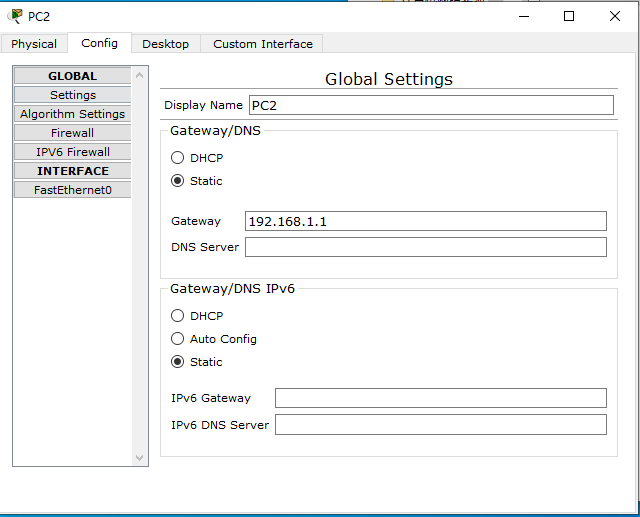 PC2
Physical Config Desktop Custom Interface
GLOBAL
Settings
Algorithm Settings
Firewall
IPV6 Firewall
INTERFACE
FastEthernet0
Global Settings
Display Name PC2
Gateway/DNS
DHCP
Static
Gateway 192.168.1.1
DNS Server
Gateway/DNS IPv6
DHCP
Auto Config
Static
IPv6 Gateway
IPv6 DNS Server